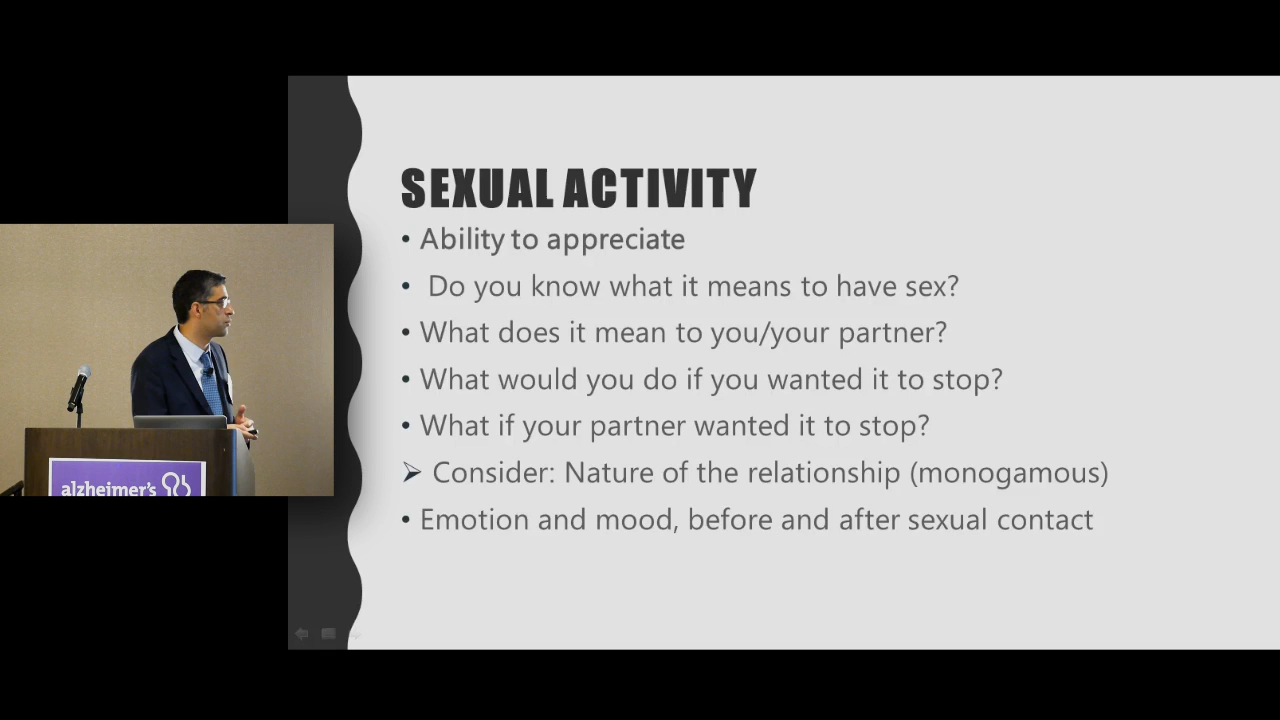 SEXUAL ACTIVITY
• Ability to appreciate
• Do you know what it means to have sex?
• What does it mean to you/your partner?
• What would you do if you wanted it to stop?
• What if your partner wanted it to stop?
➢ Consider: Nature of the relationship (monogamous)
• Emotion and mood, before and after sexual contact
alzheimer's